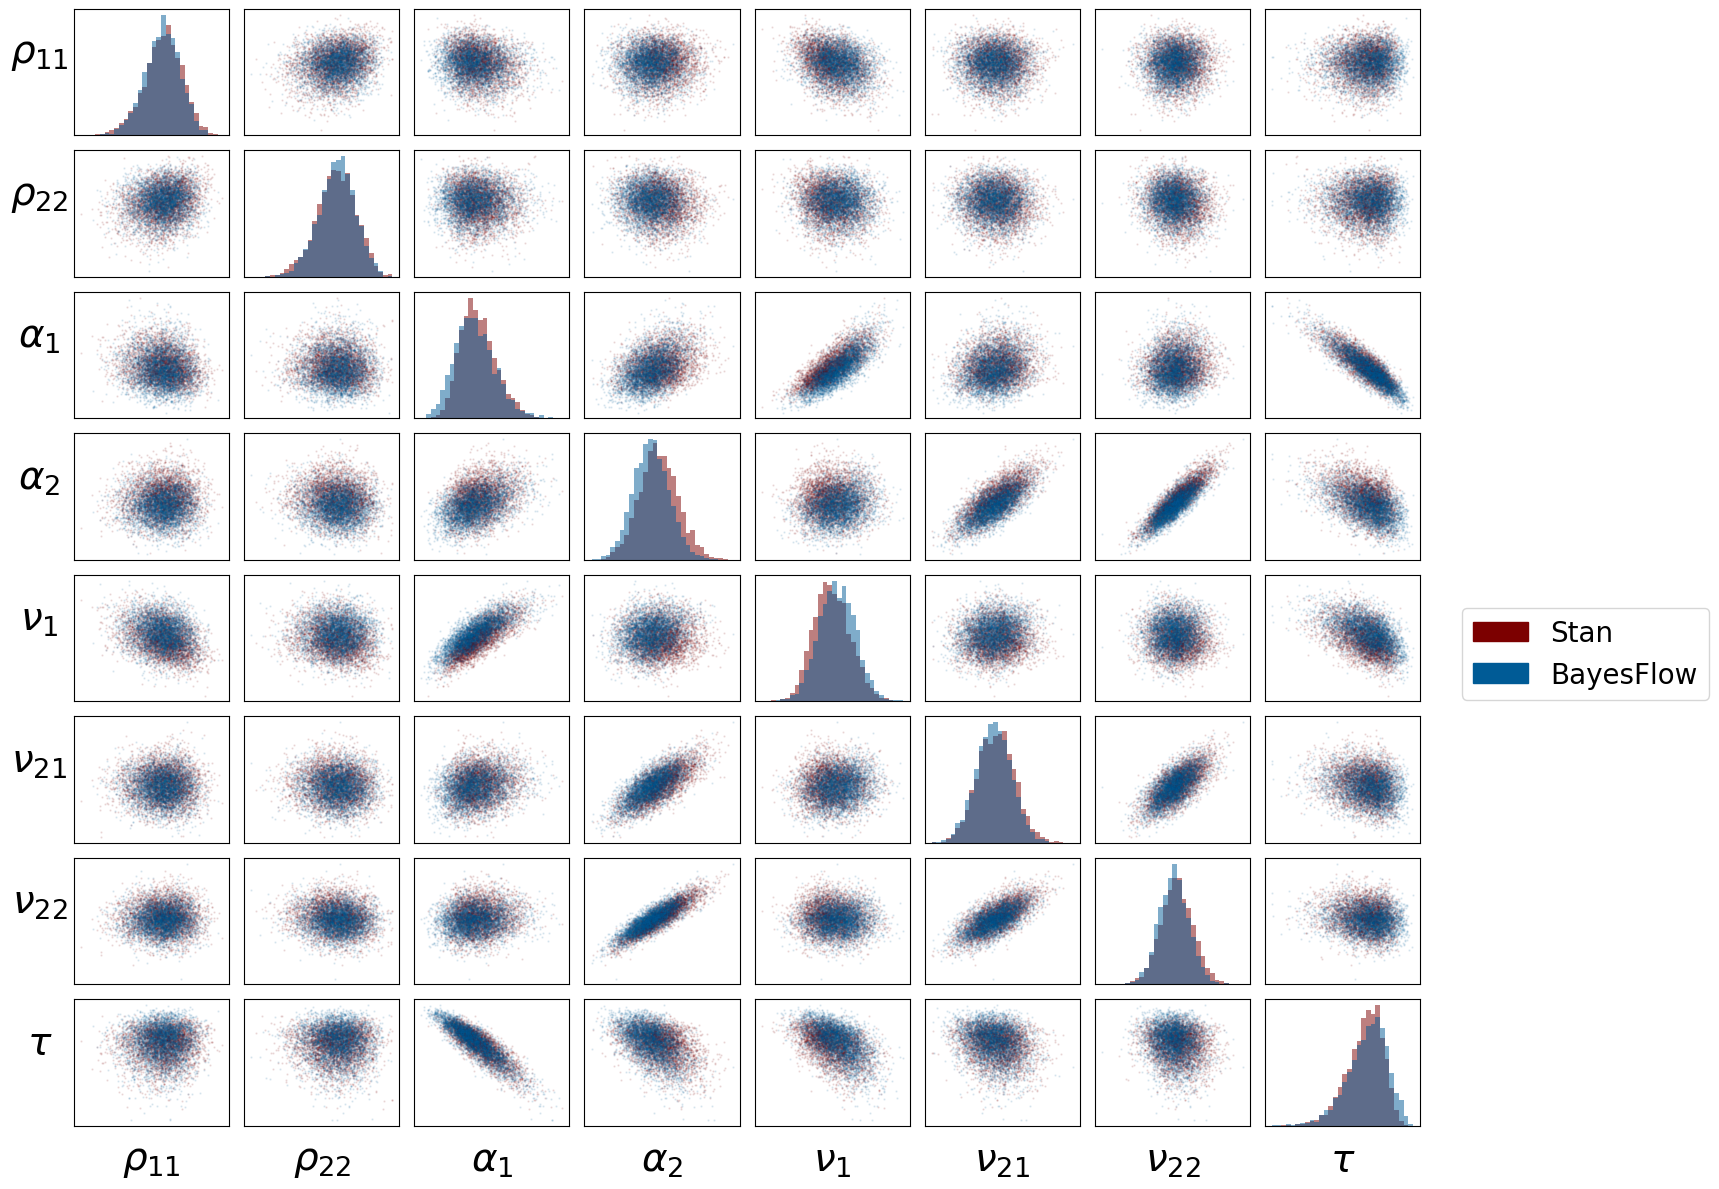 ρ11
ρ22
α1
α2
ν1
Stan
BayesFlow
ν21
ν22
τ
ρ11 ρ22 α1 α2 ν1 ν21 ν22 τ